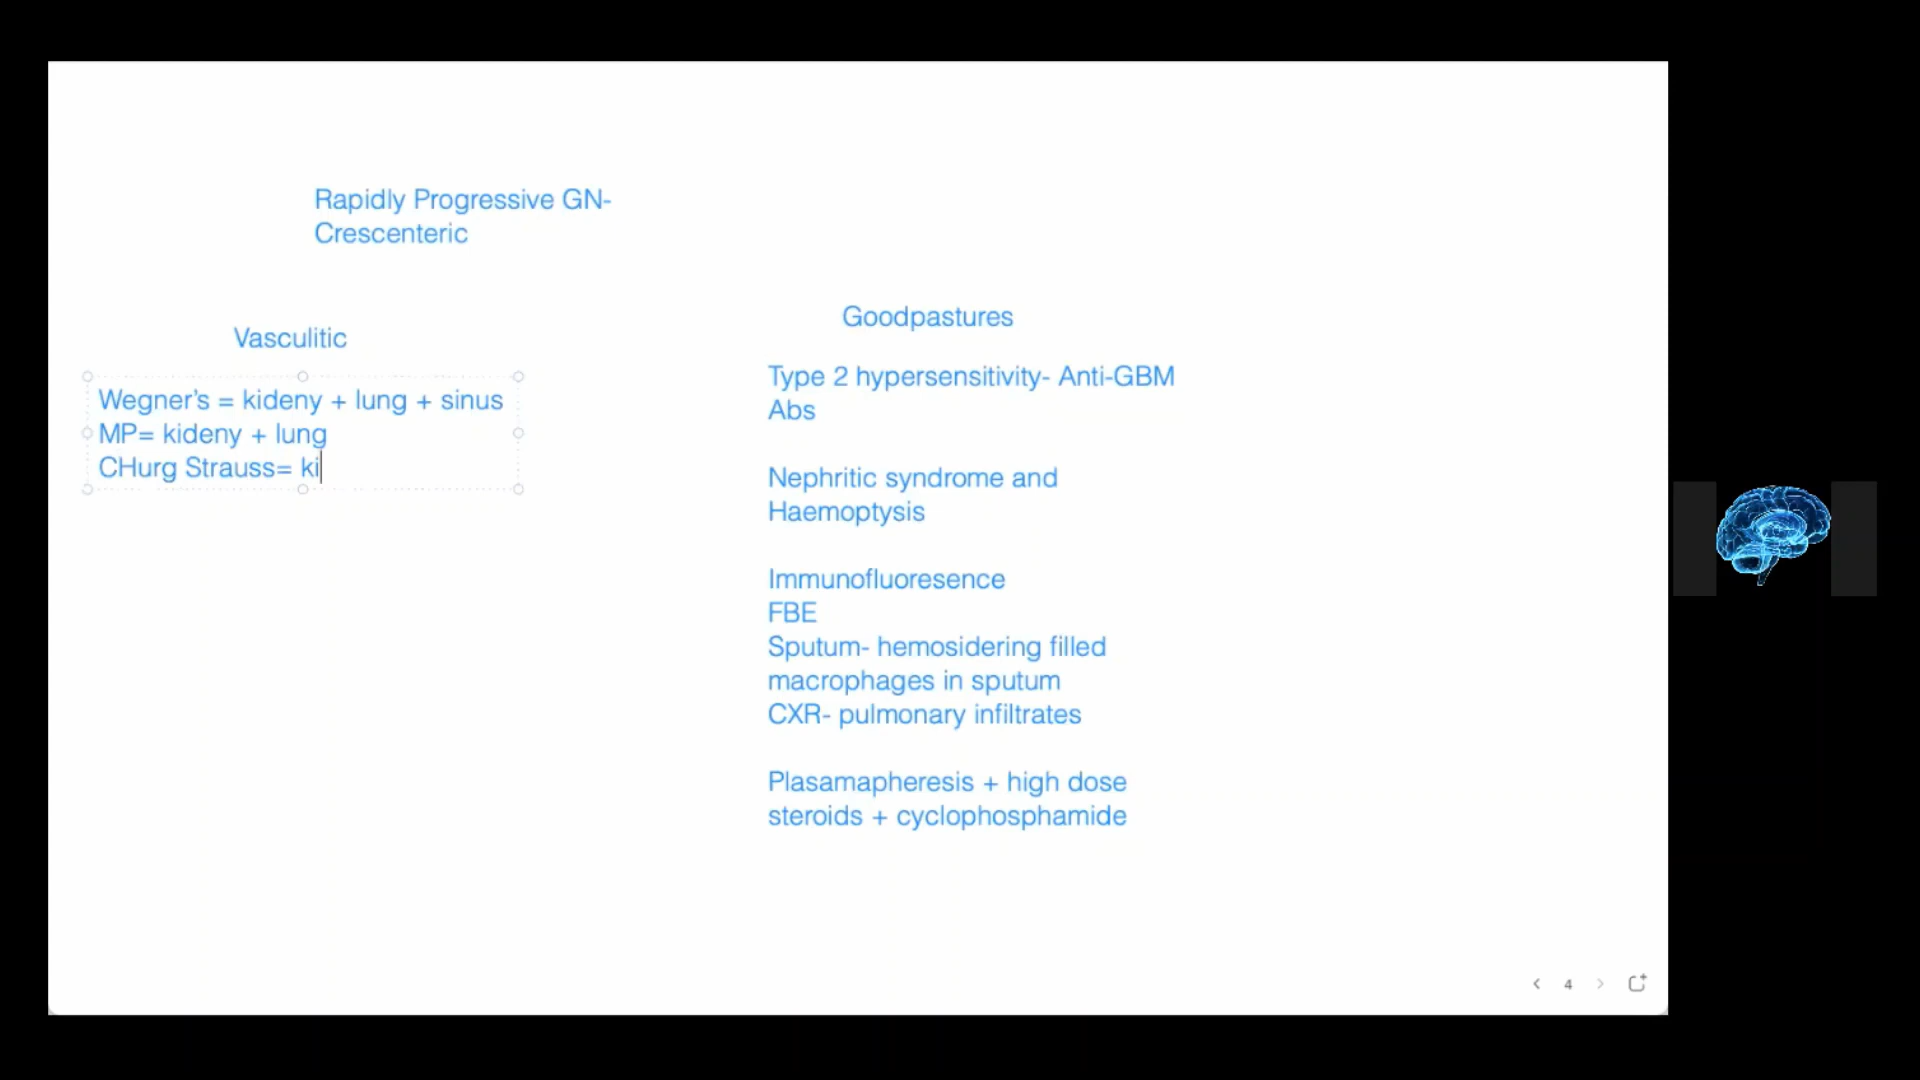 Rapidly Progressive GN-
Crescenteric
Vasculitic
Wegner's = kideny + lung + sinus
MP= kideny + lung
CHurg Strauss= ki
Goodpastures
Type 2 hypersensitivity- Anti-GBM
Abs
Nephritic syndrome and
Haemoptysis
Immunofluoresence
FBE
Sputum- hemosidering filled
macrophages in sputum
CXR- pulmonary infiltrates
Plasamapheresis + high dose
steroids + cyclophosphamide
4